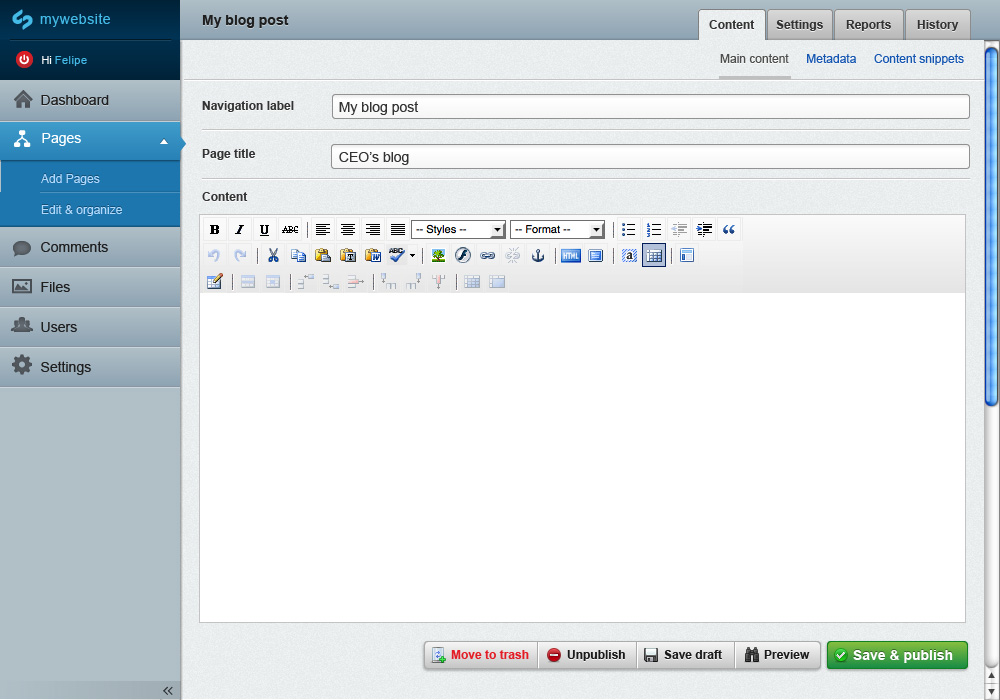 mywebsite
My blog post
Content
Settings
Reports
History
Hi Felipe
Main content
Metadata
Content snippets
Dashboard
Pages
Add Pages
Edit & organize
Comments
Files
Users
Settings
Navigation label
My blog post
Page title
CEO’s blog
Content
B I U ABC -- Styles -- -- Format --
T W ABC HTML a
Move to trash
Unpublish
Save draft
Preview
Save & publish